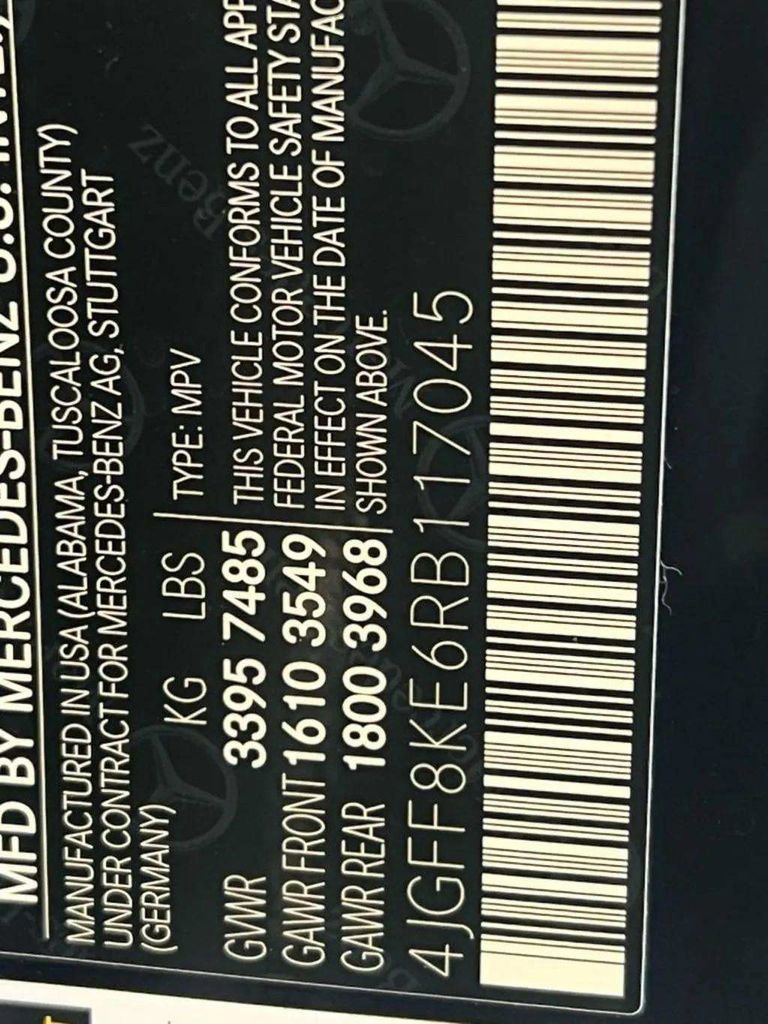 MFD BY MERCEDES-BENZ U.S. INTL.
MANUFACTURED IN USA (ALABAMA, TUSCALOOSA COUNTY)
UNDER CONTRACT FOR MERCEDES-BENZ AG, STUTTGART
(GERMANY)
KG LBS TYPE: MPV
GVWR 3395 7485 THIS VEHICLE CONFORMS TO ALL APP
GAWR FRONT 1610 3549 FEDERAL MOTOR VEHICLE SAFETY STA
GAWR REAR 1800 3968 IN EFFECT ON THE DATE OF MANUFAC
SHOWN ABOVE.
4JGFF8KE6RB117045
Benz